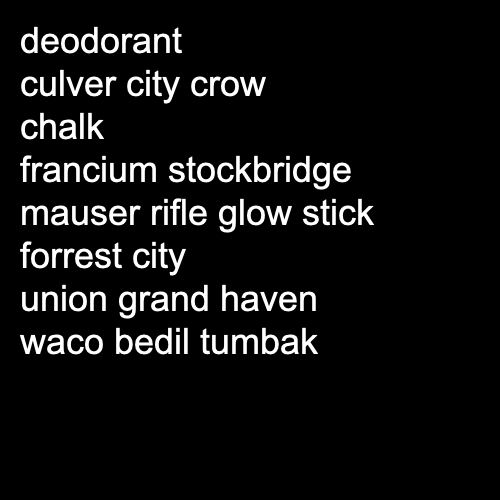 deodorant
culver city crow
chalk
francium stockbridge
mauser rifle glow stick
forrest city
union grand haven
waco bedil tumbak